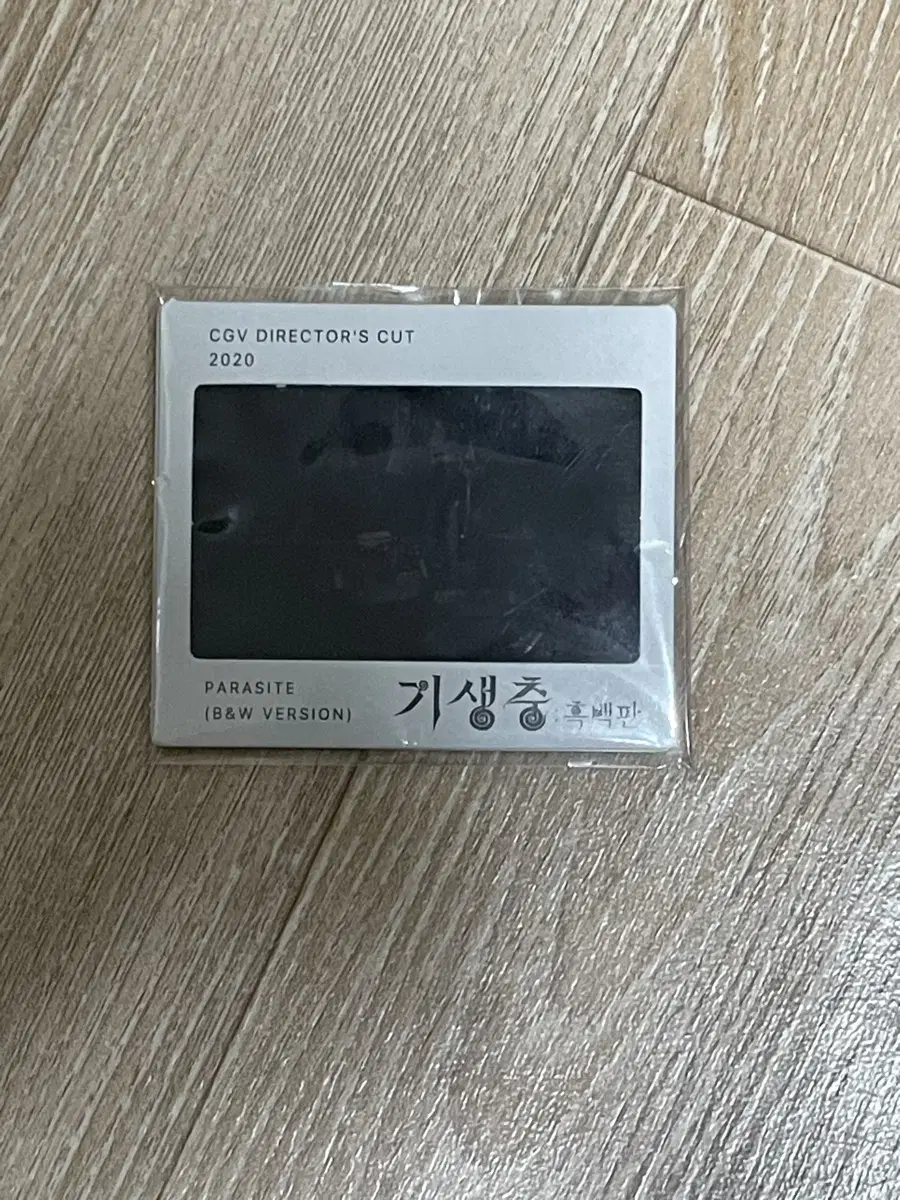 CGV DIRECTOR'S CUT
2020
PARASITE
(B&W VERSION)
기생충 : 흑백판